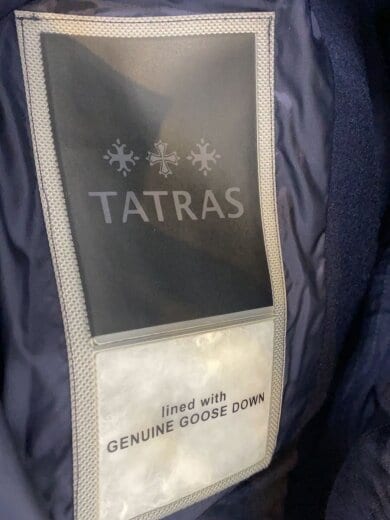 TATRAS
lined with
GENUINE GOOSE DOWN